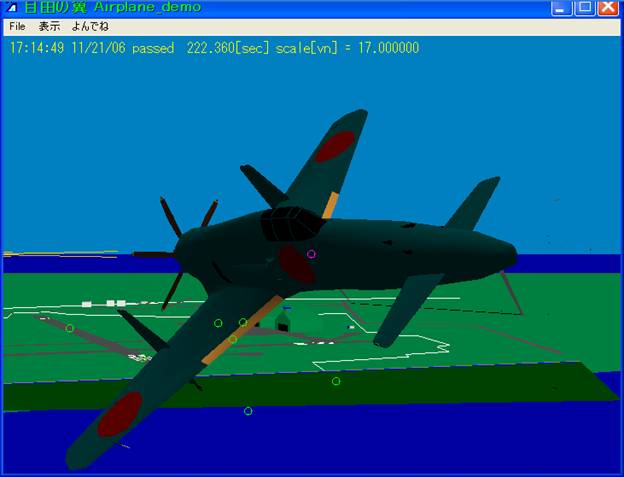 自由の翼 Airplane_demo
File 表示 よんでね
17:14:49 11/21/06 passed 222.360[sec] scale[vn] = 17.000000